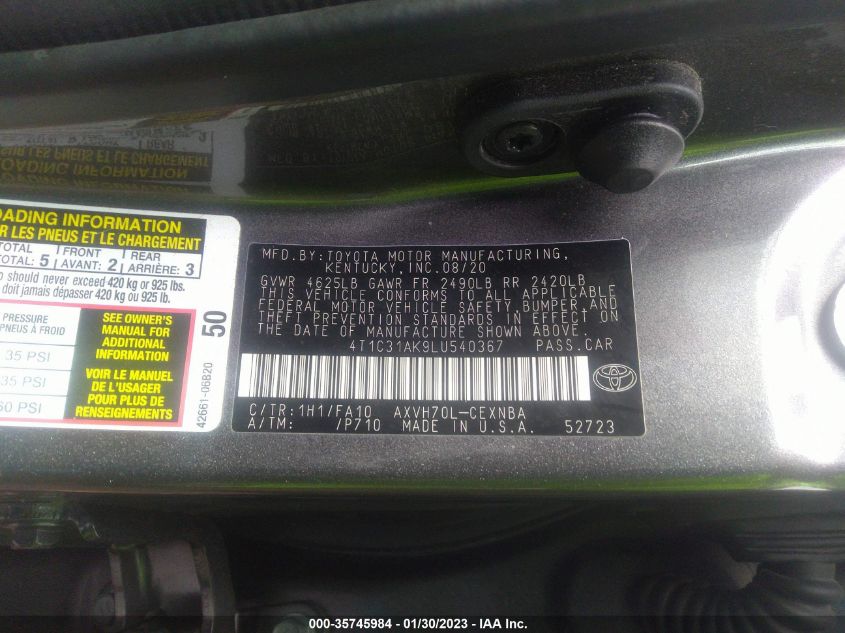 OADING INFORMATION
R LES PNEUS ET LE CHARGEMENT
TOTAL FRONT REAR
TOTAL: 5 AVANT: 2 ARRIÈRE: 3
should never exceed 420 kg or 925 lbs.
doit jamais dépasser 420 kg ou 925 lb.
PRESSURE
PNEUS À FROID
35 PSI
35 PSI
60 PSI
SEE OWNER'S
MANUAL FOR
ADDITIONAL
INFORMATION
VOIR LE MANUEL
DE L'USAGER
POUR PLUS DE
RENSEIGNEMENTS
42661-06B20
50
MFD.BY:TOYOTA MOTOR MANUFACTURING,
KENTUCKY, INC.08/20
GVWR 4625LB GAWR FR 2490LB RR 2420LB
THIS VEHICLE CONFORMS TO ALL APPLICABLE
FEDERAL MOTOR VEHICLE SAFETY, BUMPER, AND
THEFT PREVENTION STANDARDS IN EFFECT ON
THE DATE OF MANUFACTURE SHOWN ABOVE.
4T1C31AK9LU540367 PASS.CAR
C/TR:1H1/FA10 AXVH70L-CEXNBA
A/TM: /P710 MADE IN U.S.A. 52723
000-35745984 - 01/30/2023 - IAA Inc.